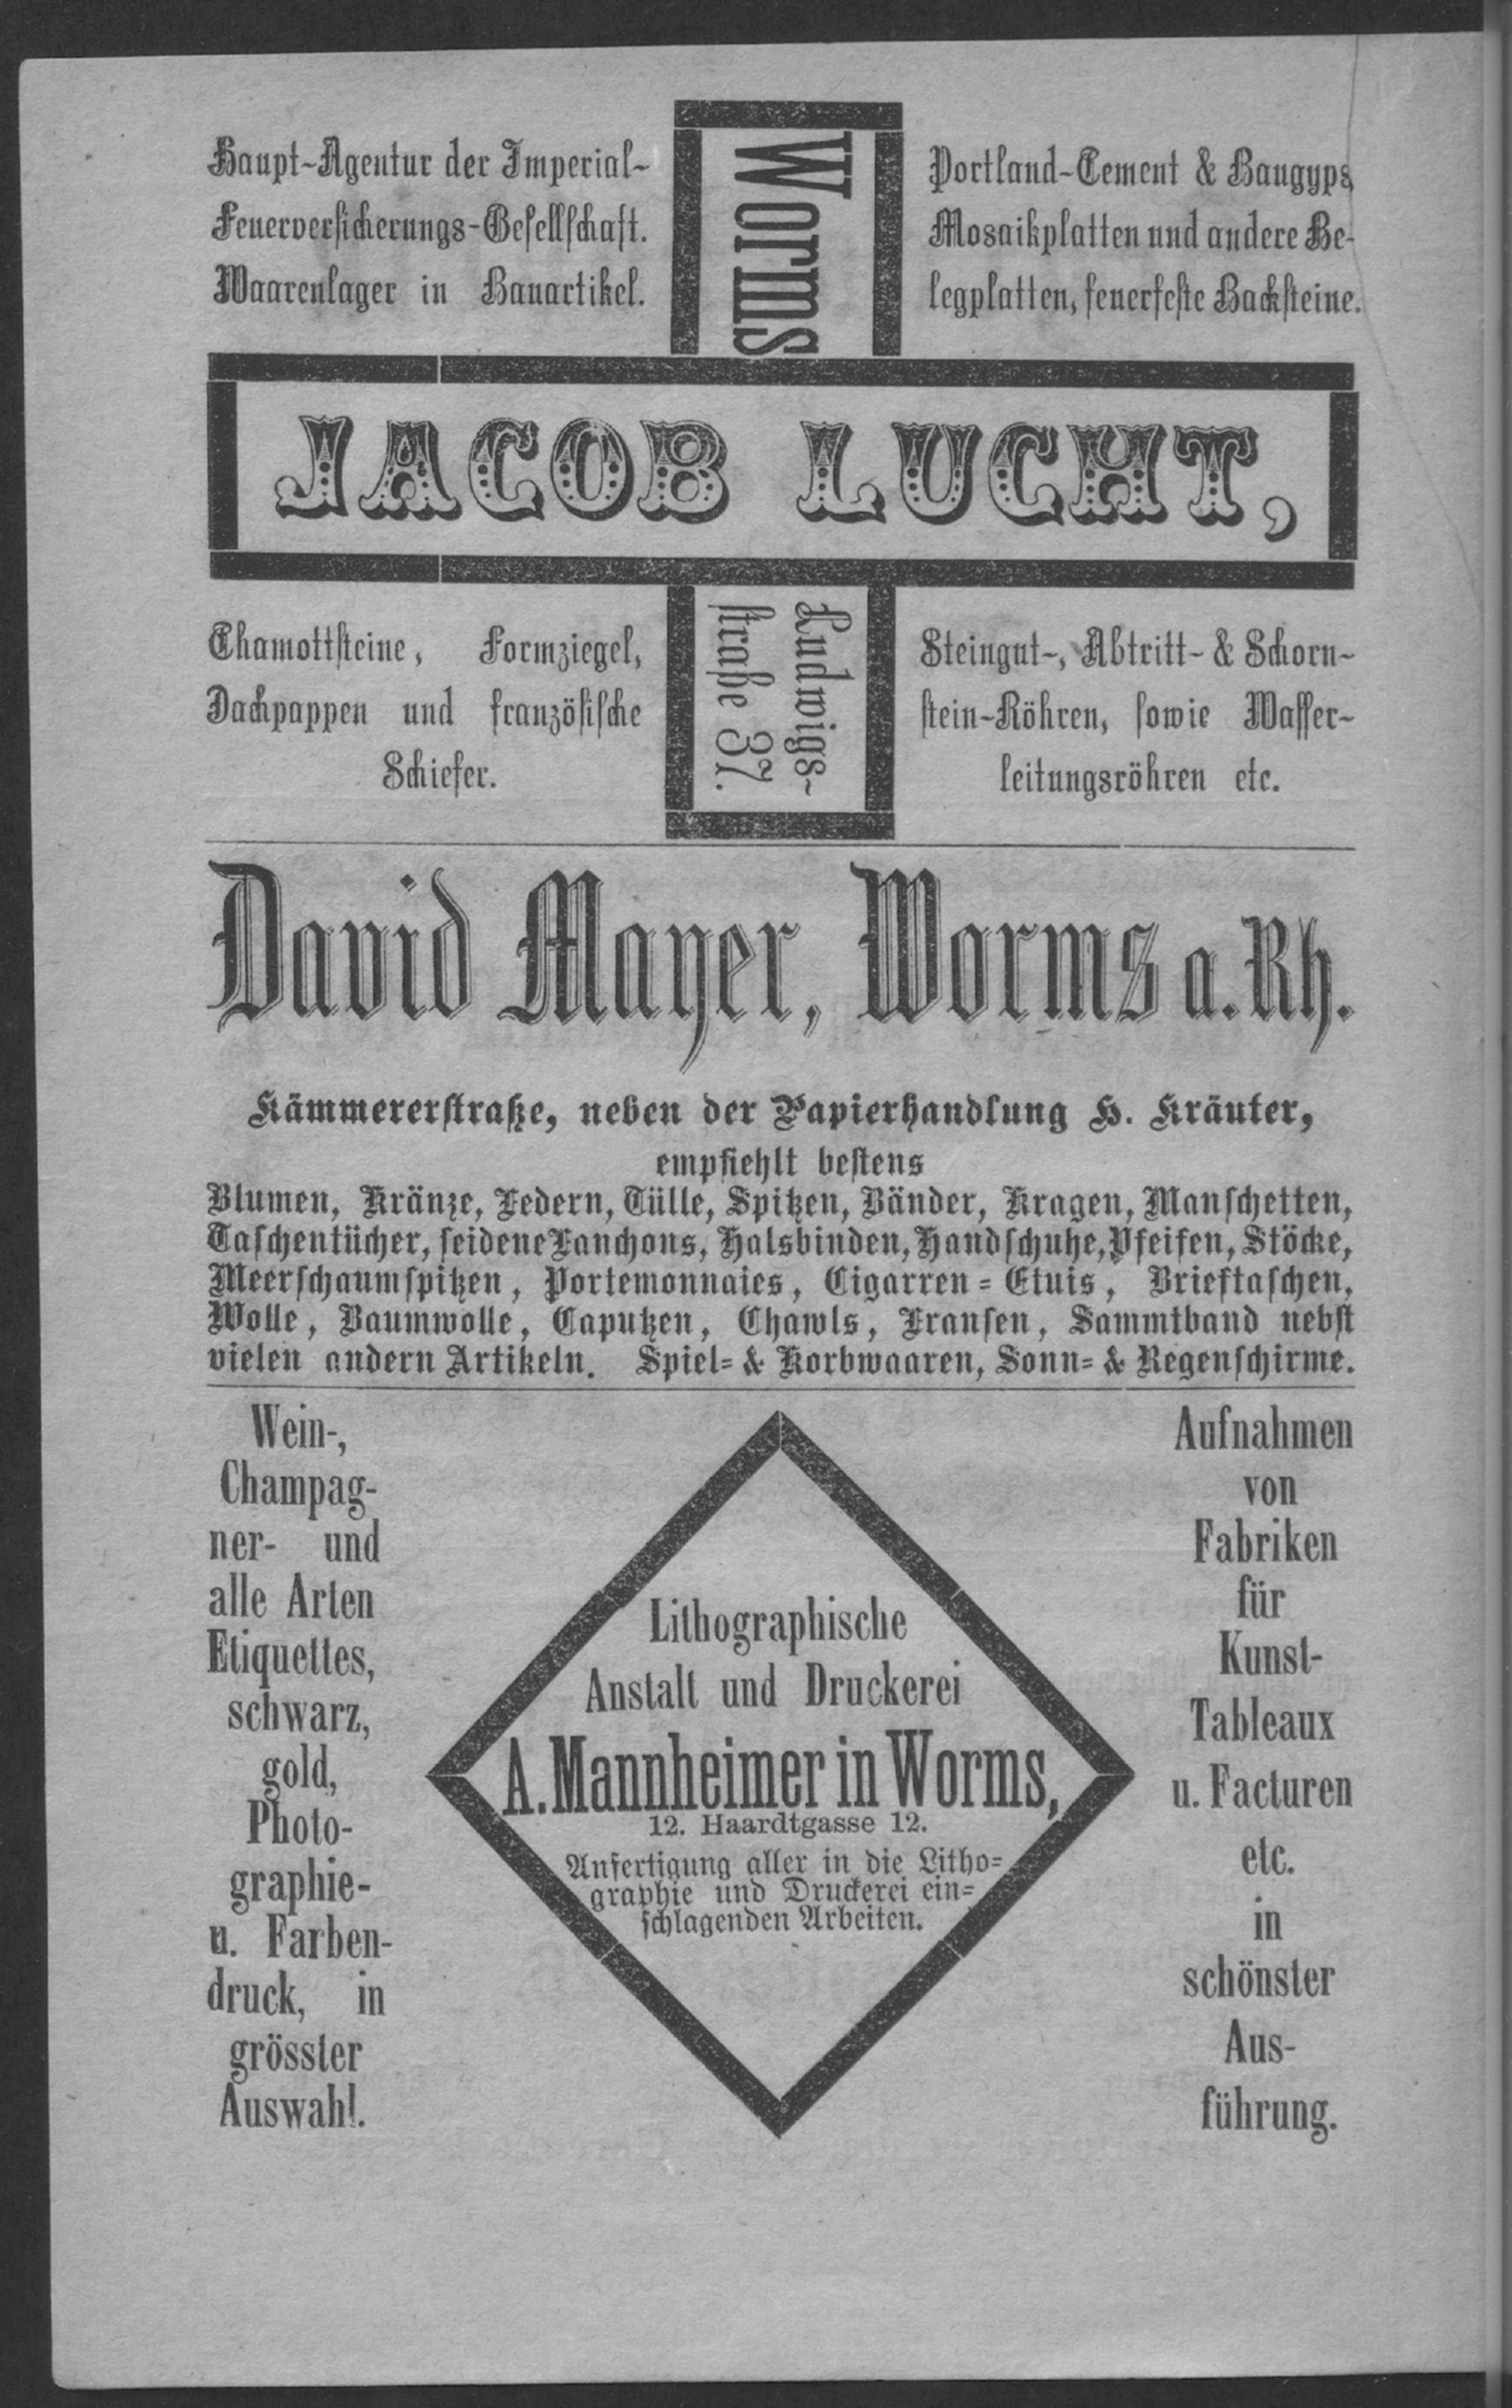 Haupt-Agentur der Imperial-
Feuerversicherungs-Gesellschaft.
Waarenlager in Bauartikel.
Worms
Portland-Cement & Baugyps
Mosaikplatten und andere Be-
legplatten, feuerfeste Backsteine.
JACOB LUCHT,
Chamottsteine, Formziegel,
Dachpappen und französische
Schiefer.
Ludwigs-
straße 37.
Steingut-, Abtritt- & Schorn-
stein-Röhren, sowie Wasser-
leitungsröhren etc.
David Mayer, Worms a. Rh.
Kämmererstraße, neben der Papierhandlung H. Kräuter,
empfiehlt bestens
Blumen, Kränze, Federn, Tülle, Spitzen, Bänder, Kragen, Manschetten,
Taschentücher, seidene Fanchons, Halsbinden, Handschuhe, Pfeifen, Stöcke,
Meerschaumspitzen, Portemonnaies, Cigarren-Etuis, Brieftaschen,
Wolle, Baumwolle, Caputzen, Chawls, Fransen, Sammtband nebst
vielen andern Artikeln. Spiel- & Korbwaaren, Sonn- & Regenschirme.
Wein-,
Champag-
ner- und
alle Arten
Etiquettes,
schwarz,
gold,
Photo-
graphie-
u. Farben-
druck, in
grösster
Auswahl.
Lithographische
Anstalt und Druckerei
A. Mannheimer in Worms,
12. Haardtgasse 12.
Anfertigung aller in die Litho-
graphie und Druckerei ein-
schlagenden Arbeiten.
Aufnahmen
von
Fabriken
für
Kunst-
Tableaux
u. Facturen
etc.
in
schönster
Aus-
führung.